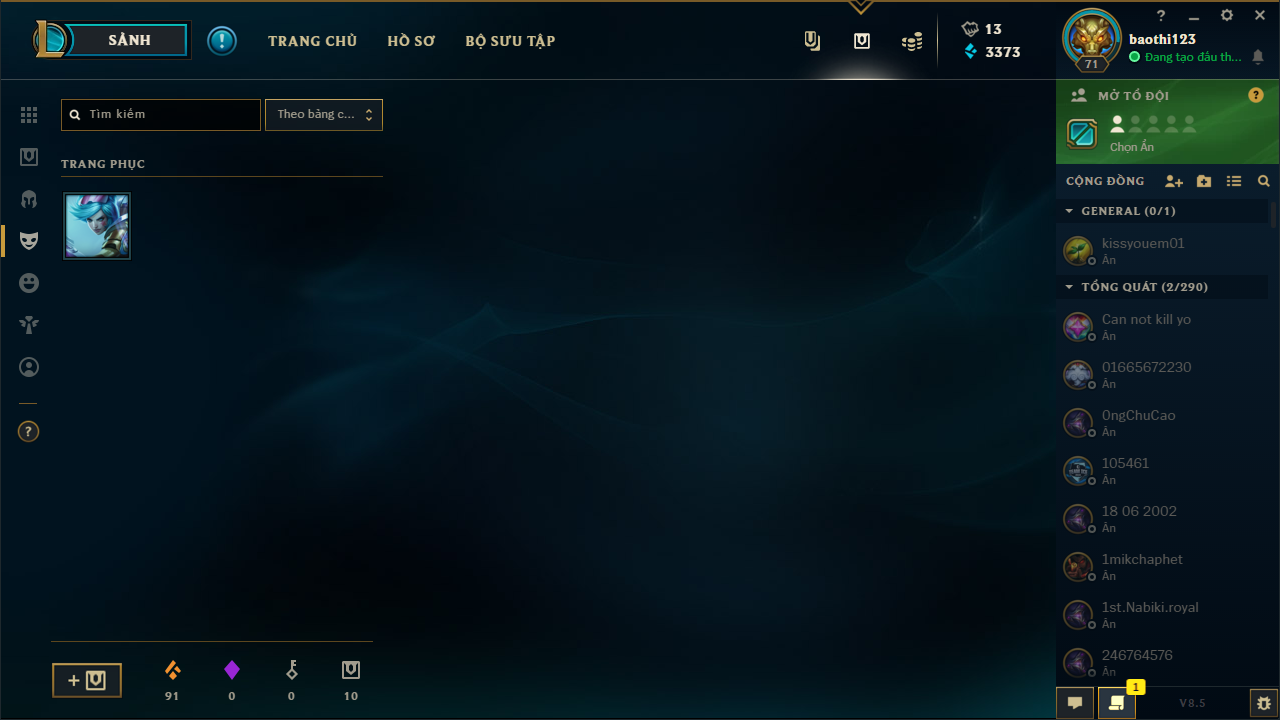 SẢNH
TRANG CHỦ
HỒ SƠ
BỘ SƯU TẬP
13
3373
?
71
baothi123
Đang tạo đấu th...
Tìm kiếm
Theo bảng c...
TRANG PHỤC
?
91
0
0
10
MỞ TỔ ĐỘI
?
Chọn Ẩn
CỘNG ĐỒNG
GENERAL (0/1)
kissyouem01
Ẩn
TỔNG QUÁT (2/290)
Can not kill yo
Ẩn
01665672230
Ẩn
0ngChuCao
Ẩn
105461
Ẩn
18 06 2002
Ẩn
1mikchaphet
Ẩn
1st.Nabiki.royal
Ẩn
246764576
Ẩn
1
V8.5